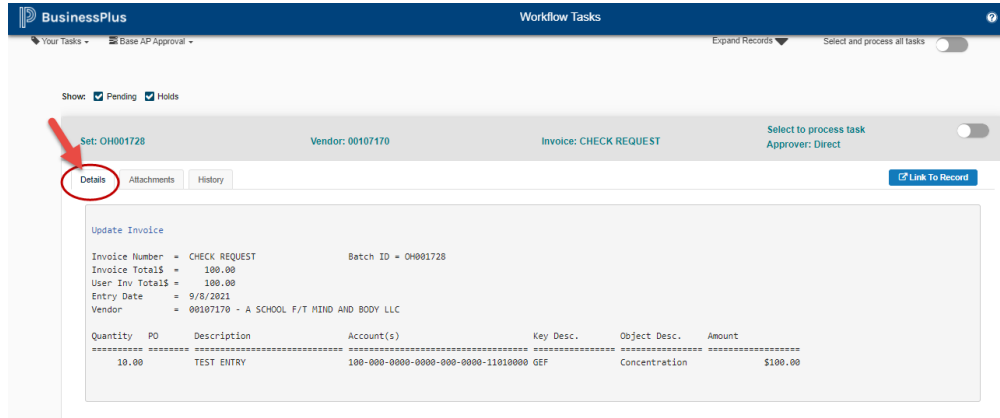 BusinessPlus Workflow Tasks
Your Tasks Base AP Approval Expand Records Select and process all tasks
Show: Pending Holds
Set: OH001728 Vendor: 00107170 Invoice: CHECK REQUEST Select to process task
Approver: Direct
Details Attachments History Link To Record
Update Invoice
Invoice Number = CHECK REQUEST Batch ID = OH001728
Invoice Total$ = 100.00
User Inv Total$ = 100.00
Entry Date = 9/8/2021
Vendor = 00107170 - A SCHOOL F/T MIND AND BODY LLC
Quantity PO Description Account(s) Key Desc. Object Desc. Amount
10.00 TEST ENTRY 100-000-0000-0000-000-0000-11010000 GEF Concentration $100.00